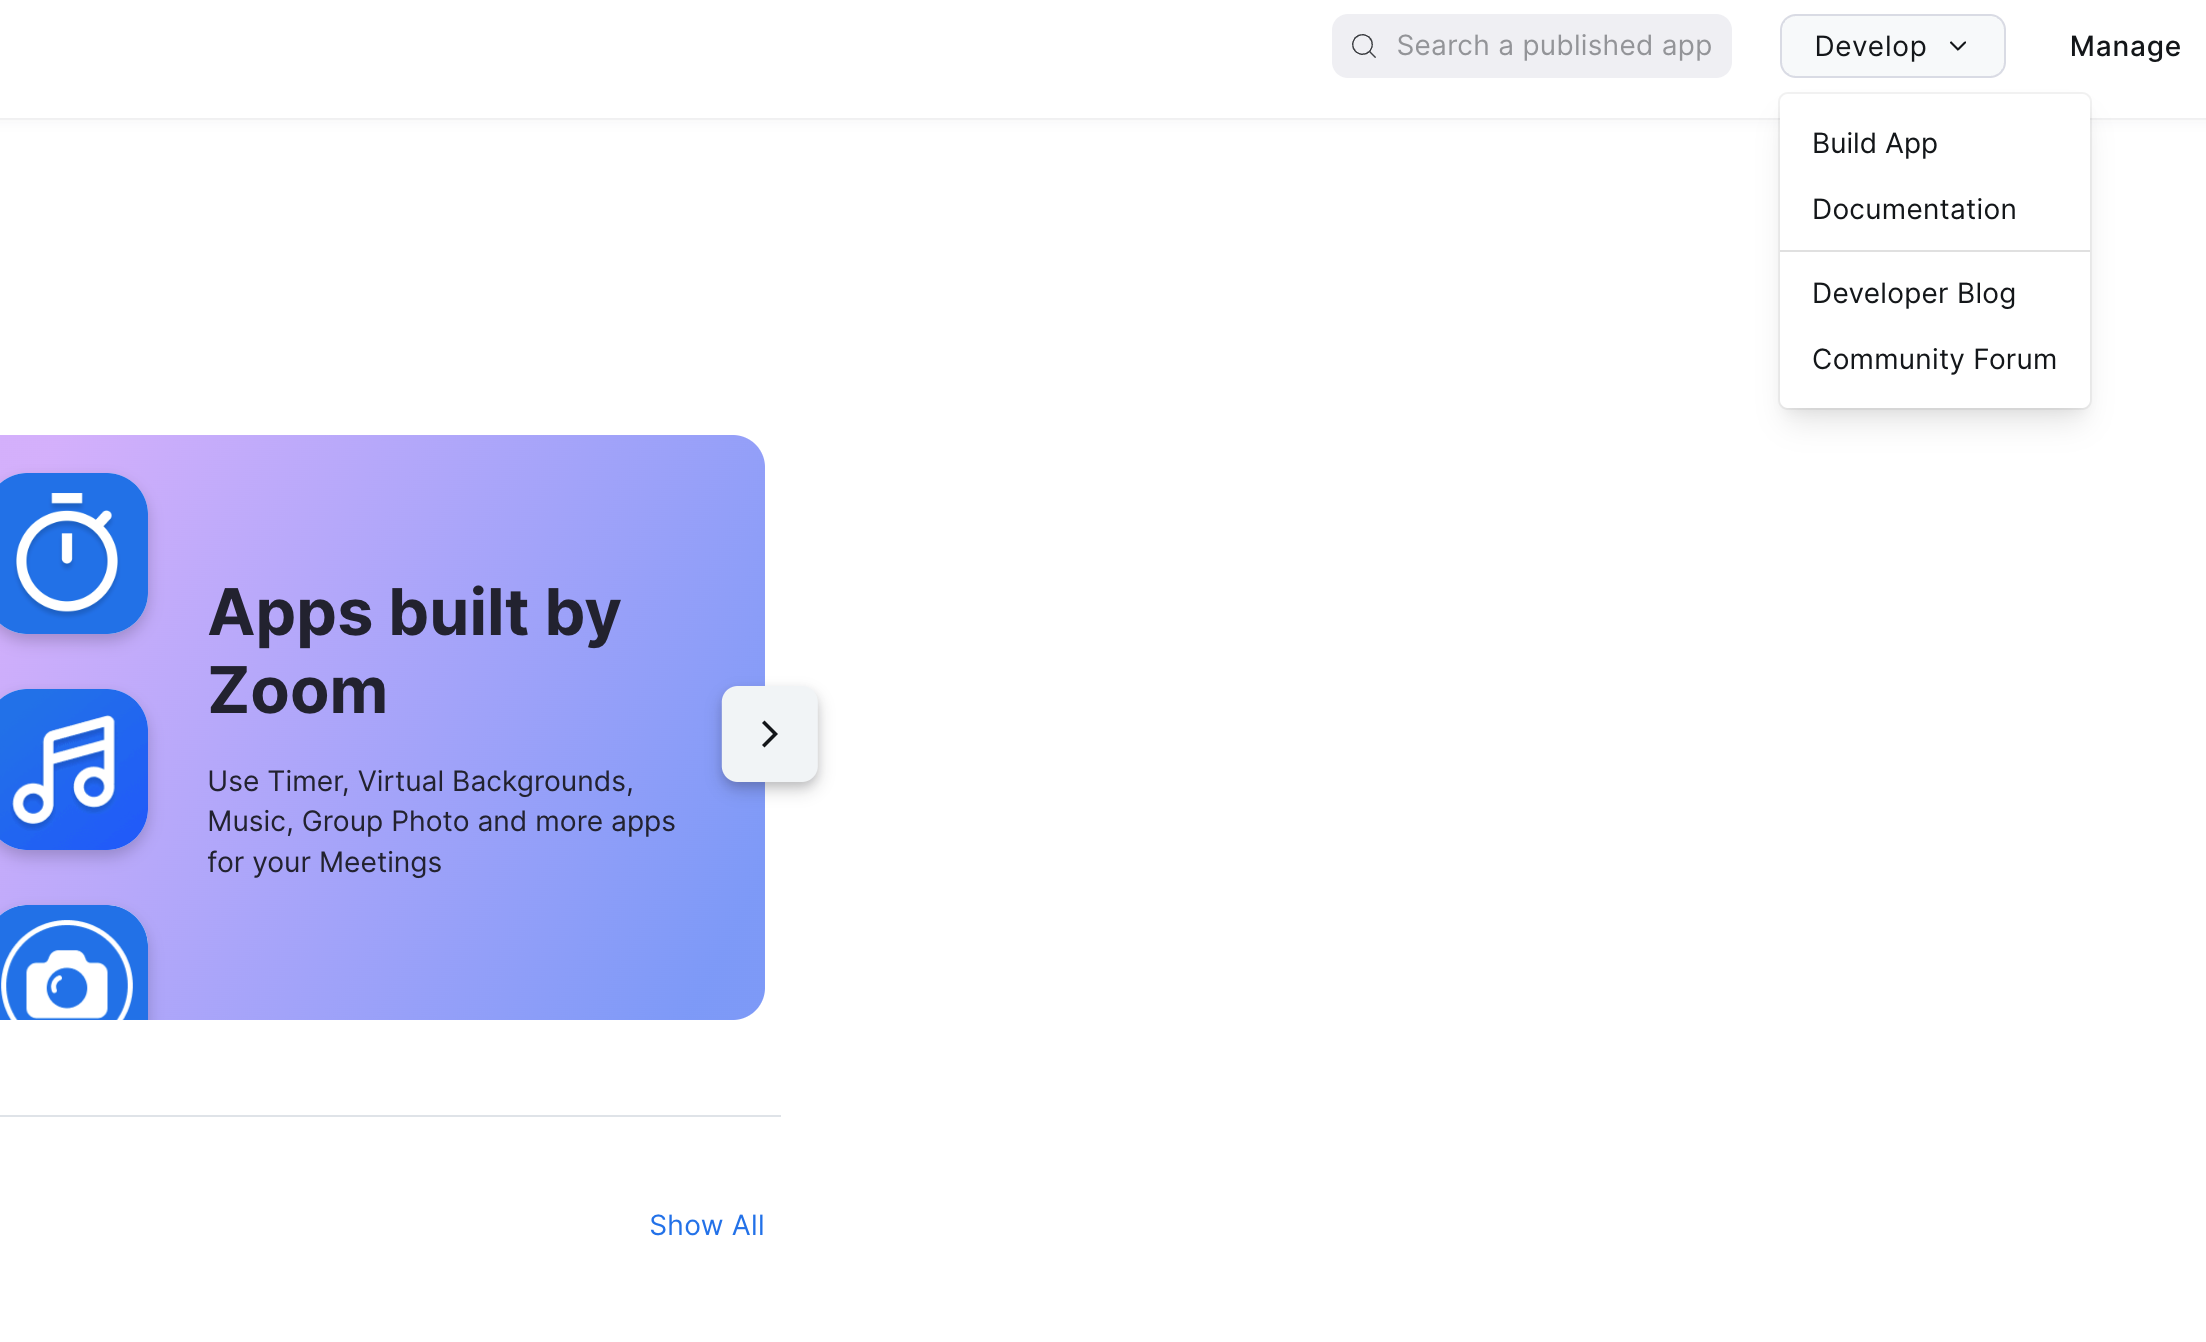 Search a published app
Develop
Manage
Build App
Documentation
Developer Blog
Community Forum
Apps built by
Zoom
Use Timer, Virtual Backgrounds,
Music, Group Photo and more apps
for your Meetings
Show All